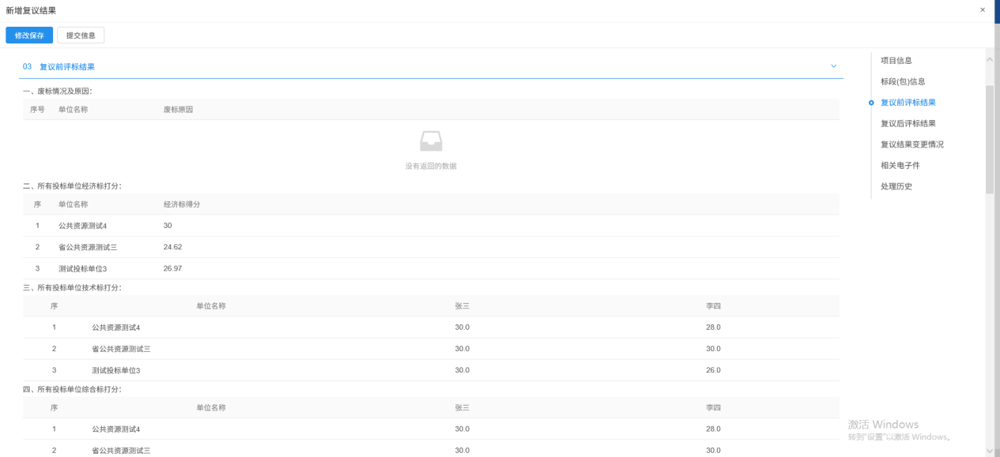 新增复议结果 ×
修改保存 提交信息
03 复议前评标结果
一、废标情况及原因:
序号 单位名称 废标原因
没有返回的数据
二、所有投标单位经济标打分:
序 单位名称 经济标得分
1 公共资源测试4 30
2 省公共资源测试三 24.62
3 测试投标单位3 26.97
三、所有投标单位技术标打分:
序 单位名称 张三 李四
1 公共资源测试4 30.0 28.0
2 省公共资源测试三 30.0 30.0
3 测试投标单位3 30.0 26.0
四、所有投标单位综合标打分:
序 单位名称 张三 李四
1 公共资源测试4 30.0 28.0
2 省公共资源测试三 30.0 30.0
项目信息
标段(包)信息
复议前评标结果
复议后评标结果
复议结果变更情况
相关电子件
处理历史
激活 Windows
转到"设置"以激活 Windows。